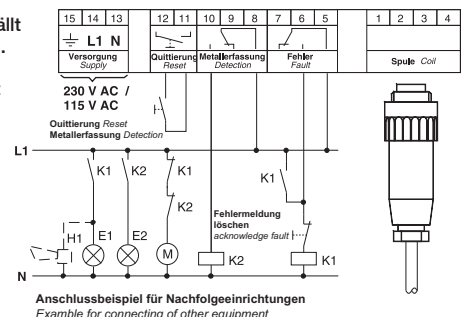 ällt
.
15 14 13 12 11 10 9 8 7 6 5 1 2 3 4
L1 N
Versorgung Quittierung Metallerfassung Fehler Spule Coil
Supply Reset Detection Fault
230 V AC /
115 V AC
Quittierung Reset
Metallerfassung Detection
L1
K1 K2 K1 K1
K2
Fehlermeldung
löschen
acknowledge fault
H1 E1 E2 M K2 K1
N
Anschlussbeispiel für Nachfolgeeinrichtungen
Examble for connecting of other equipment